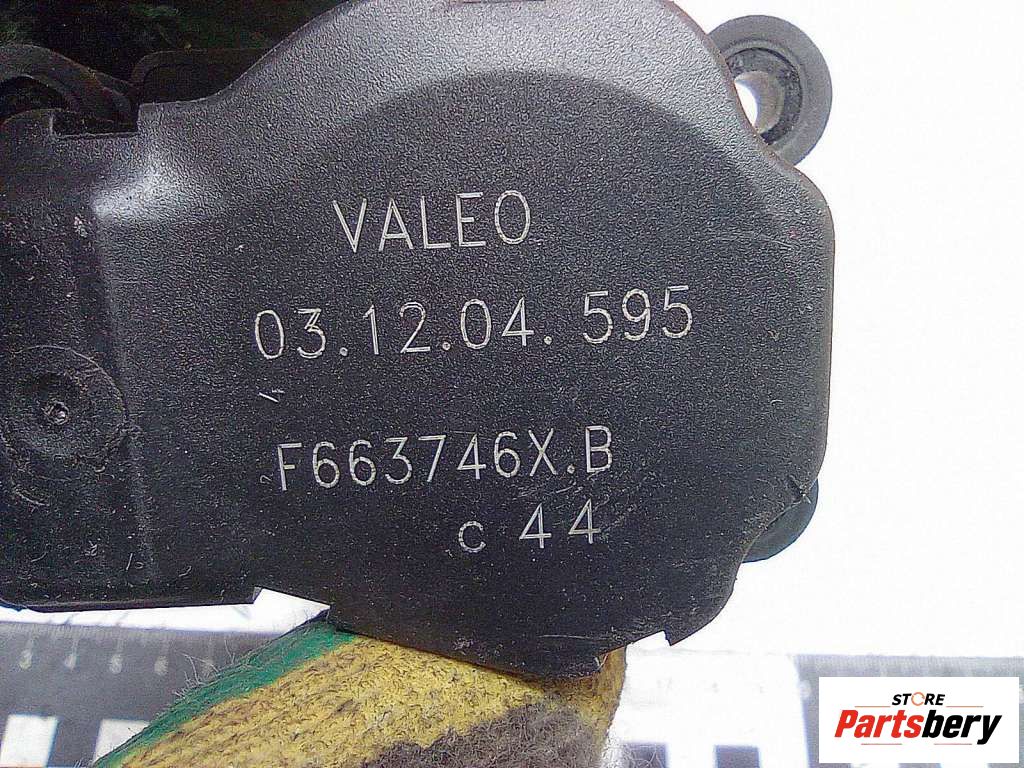 VALEO
03.12.04. 595
F663746X.B
c 44
STORE
Partsbery